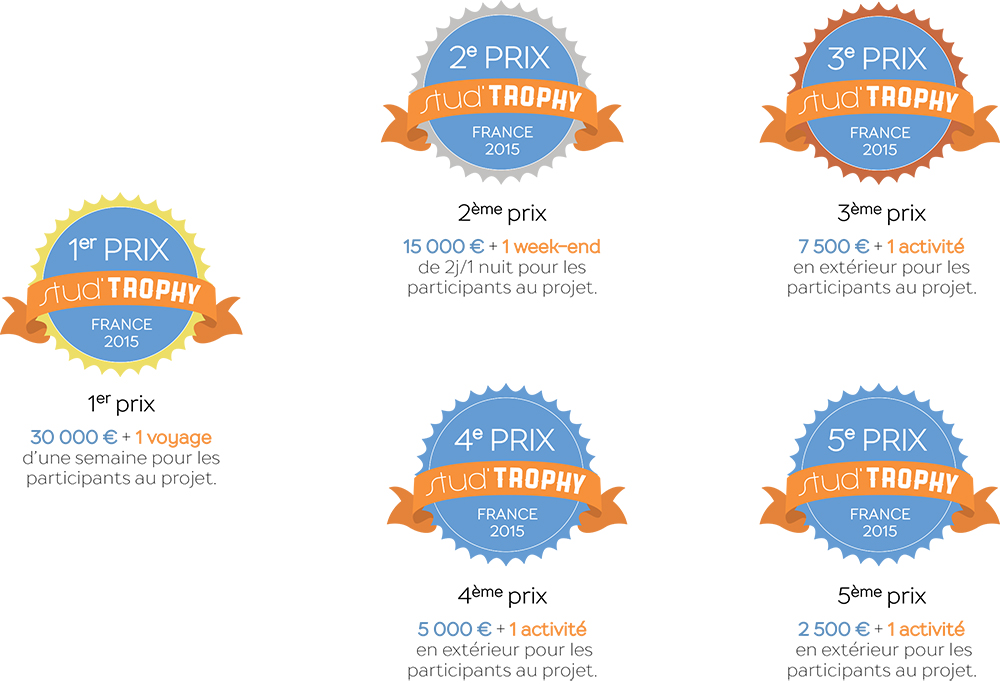 1er PRIX
stud'TROPHY
FRANCE
2015
1er prix
30 000 € + 1 voyage
d'une semaine pour les
participants au projet.
2e PRIX
stud'TROPHY
FRANCE
2015
2ème prix
15 000 € + 1 week-end
de 2j/1 nuit pour les
participants au projet.
3e PRIX
stud'TROPHY
FRANCE
2015
3ème prix
7 500 € + 1 activité
en extérieur pour les
participants au projet.
4e PRIX
stud'TROPHY
FRANCE
2015
4ème prix
5 000 € + 1 activité
en extérieur pour les
participants au projet.
5e PRIX
stud'TROPHY
FRANCE
2015
5ème prix
2 500 € + 1 activité
en extérieur pour les
participants au projet.